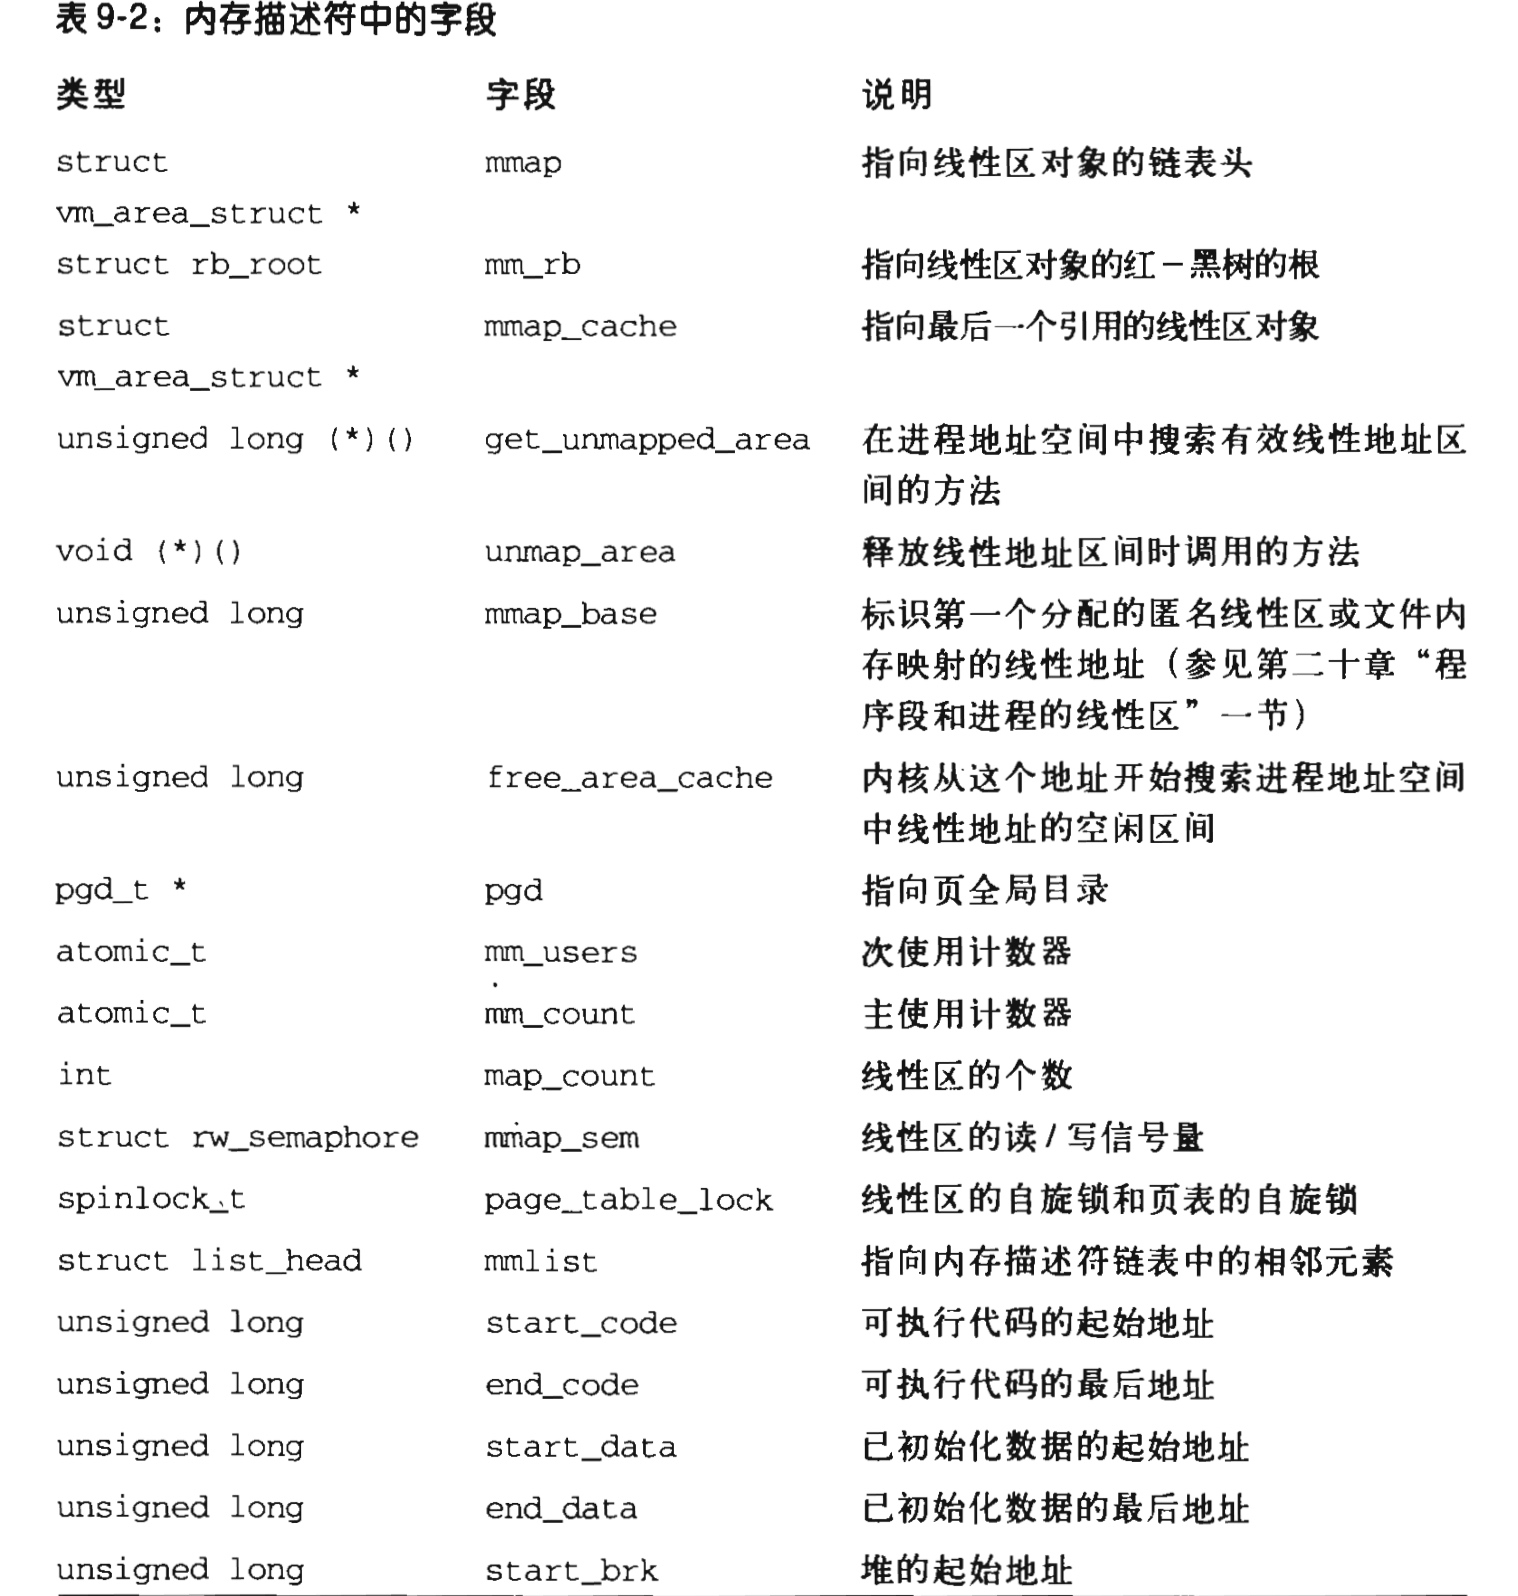 表9-2：内存描述符中的字段
类型 字段 说明
struct mmap 指向线性区对象的链表头
vm_area_struct *
struct rb_root mm_rb 指向线性区对象的红-黑树的根
struct mmap_cache 指向最后一个引用的线性区对象
vm_area_struct *
unsigned long (*)() get_unmapped_area 在进程地址空间中搜索有效线性地址区
间的方法
void (*)() unmap_area 释放线性地址区间时调用的方法
unsigned long mmap_base 标识第一个分配的匿名线性区或文件内
存映射的线性地址（参见第二十章“程
序段和进程的线性区”一节）
unsigned long free_area_cache 内核从这个地址开始搜索进程地址空间
中线性地址的空闲区间
pgd_t * pgd 指向页全局目录
atomic_t mm_users 次使用计数器
atomic_t mm_count 主使用计数器
int map_count 线性区的个数
struct rw_semaphore mmap_sem 线性区的读/写信号量
spinlock_t page_table_lock 线性区的自旋锁和页表的自旋锁
struct list_head mmlist 指向内存描述符链表中的相邻元素
unsigned long start_code 可执行代码的起始地址
unsigned long end_code 可执行代码的最后地址
unsigned long start_data 已初始化数据的起始地址
unsigned long end_data 已初始化数据的最后地址
unsigned long start_brk 堆的起始地址